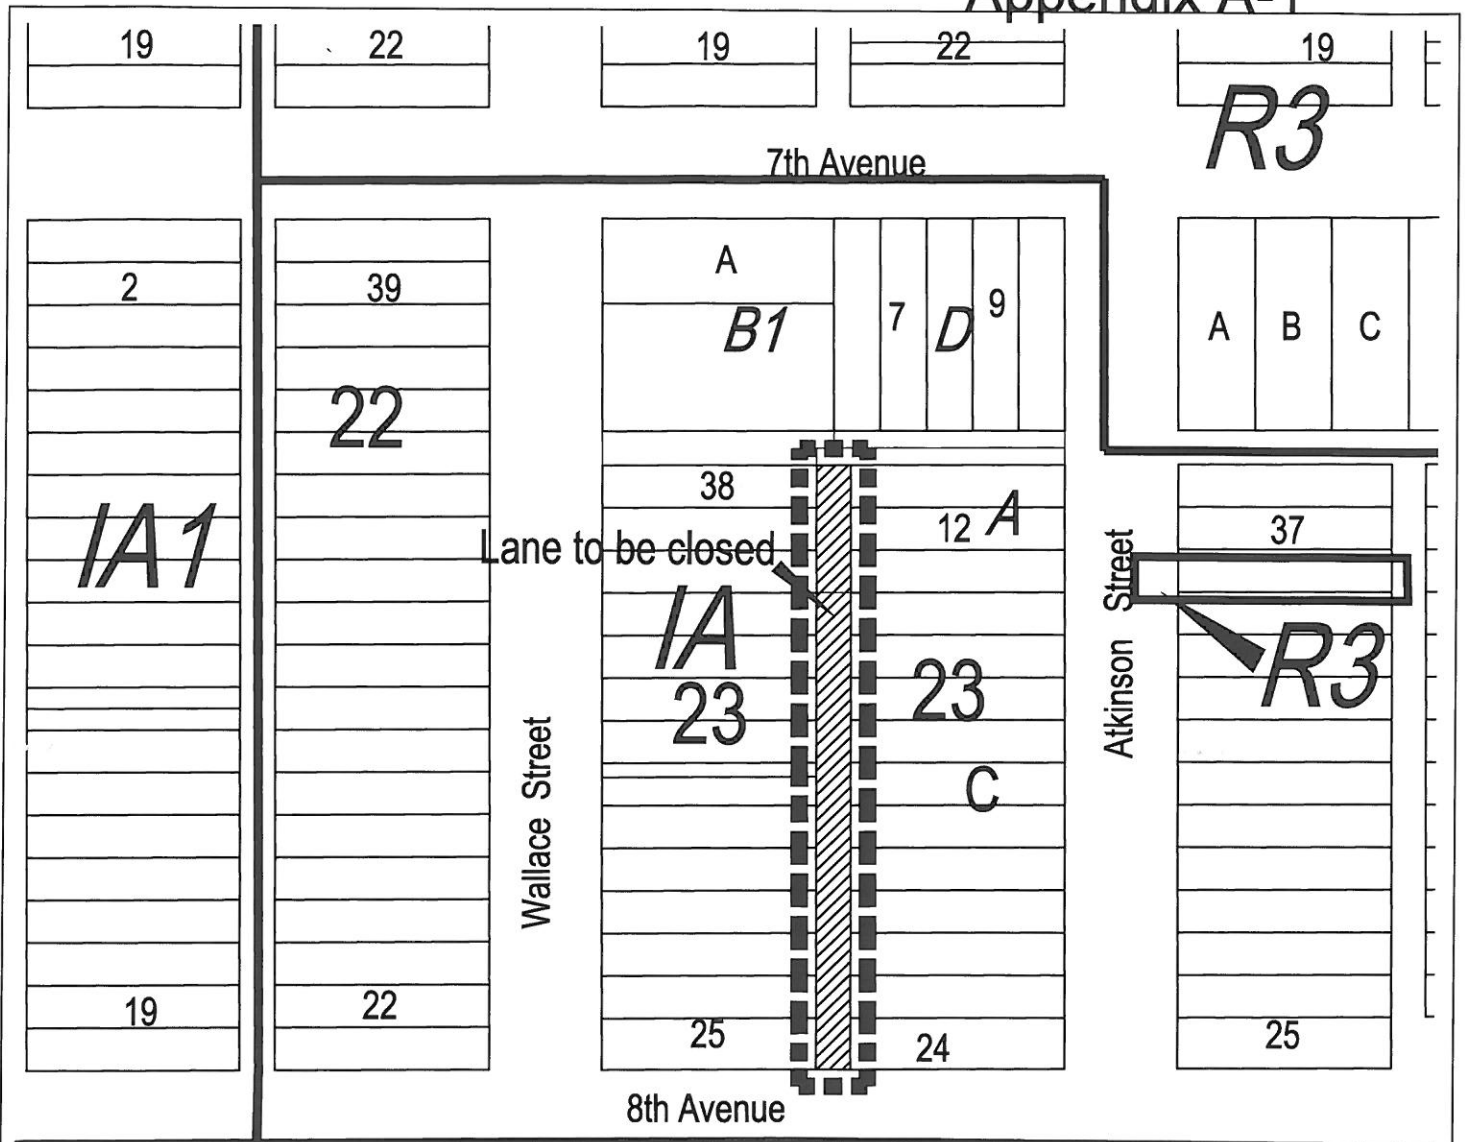 Appendix A-1
19
22
19
22
19
R3
7th Avenue
2
39
A
B1
7
D
9
A
B
C
22
38
12
A
37
IA1
Lane to be closed
IA
23
23
R3
C
Wallace Street
Atkinson Street
19
22
25
24
25
8th Avenue